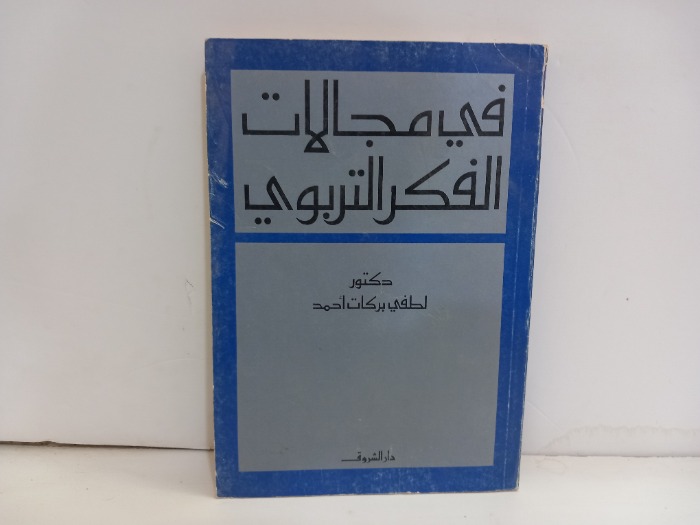 في مجالات
الفكر التربوي
دكتور
لطفي بركات أحمد
دار الشروق